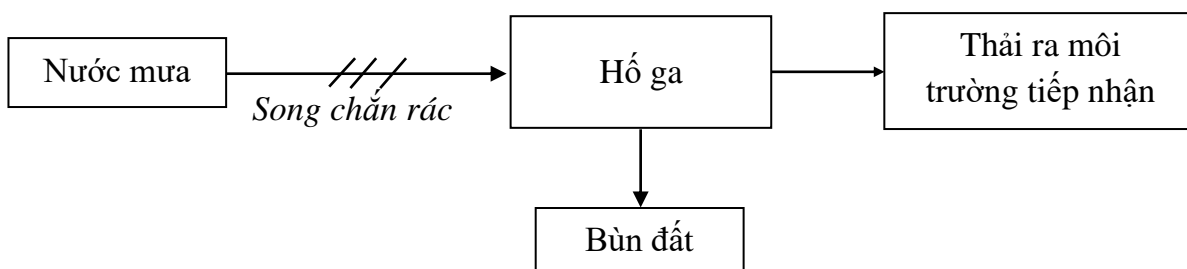 Nước mưa
Song chắn rác
Hố ga
Thải ra môi
trường tiếp nhận
Bùn đất